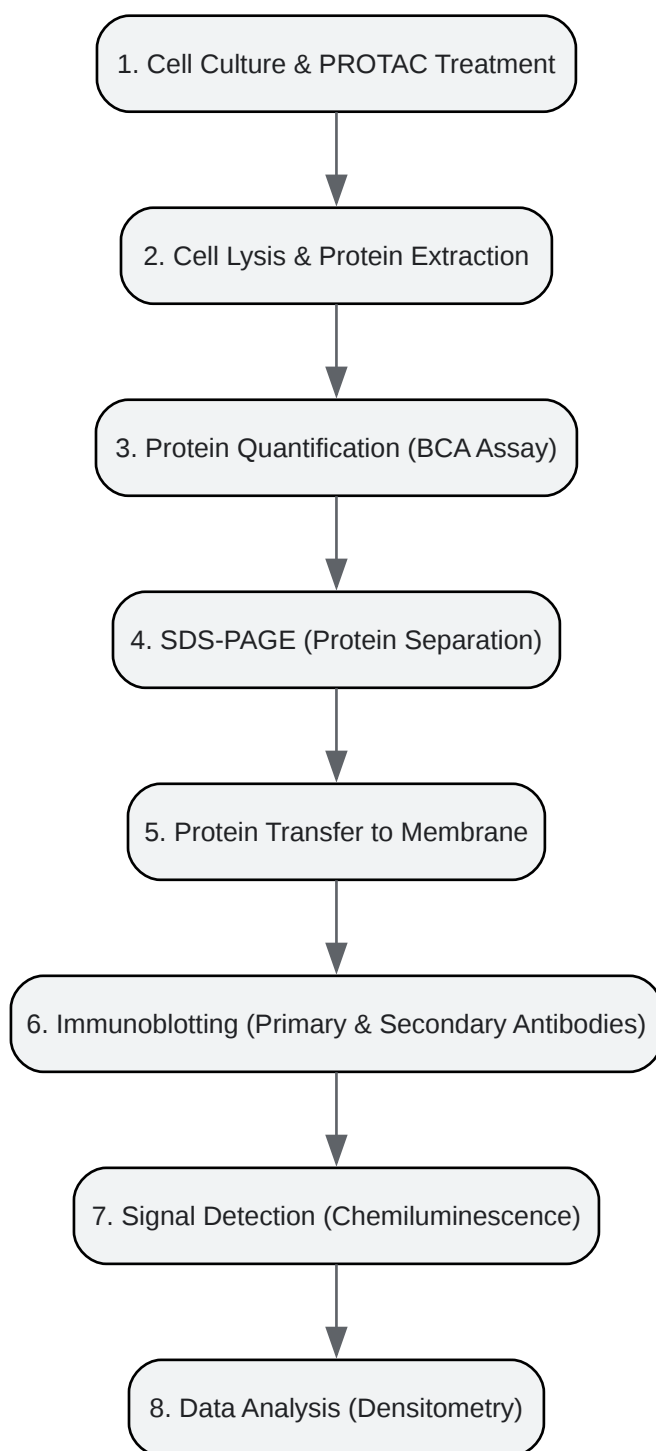 1. Cell Culture & PROTAC Treatment
2. Cell Lysis & Protein Extraction
3. Protein Quantification (BCA Assay)
4. SDS-PAGE (Protein Separation)
5. Protein Transfer to Membrane
6. Immunoblotting (Primary & Secondary Antibodies)
7. Signal Detection (Chemiluminescence)
8. Data Analysis (Densitometry)